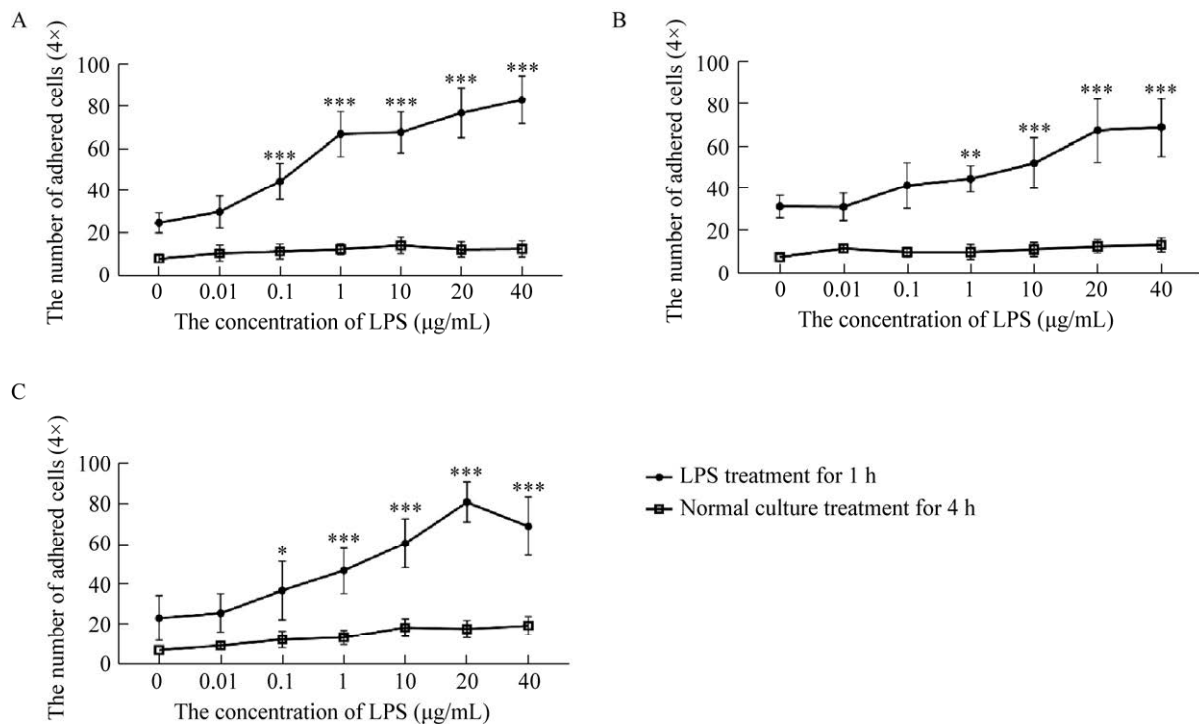 A
The number of adhered cells (4×)
100
80
60
40
20
0
*** *** *** *** ***
0 0.01 0.1 1 10 20 40
The concentration of LPS (μg/mL)
B
The number of adhered cells (4×)
100
80
60
40
20
0
** *** *** ***
0 0.01 0.1 1 10 20 40
The concentration of LPS (μg/mL)
C
The number of adhered cells (4×)
100
80
60
40
20
0
* *** *** *** ***
0 0.01 0.1 1 10 20 40
The concentration of LPS (μg/mL)
LPS treatment for 1 h
Normal culture treatment for 4 h